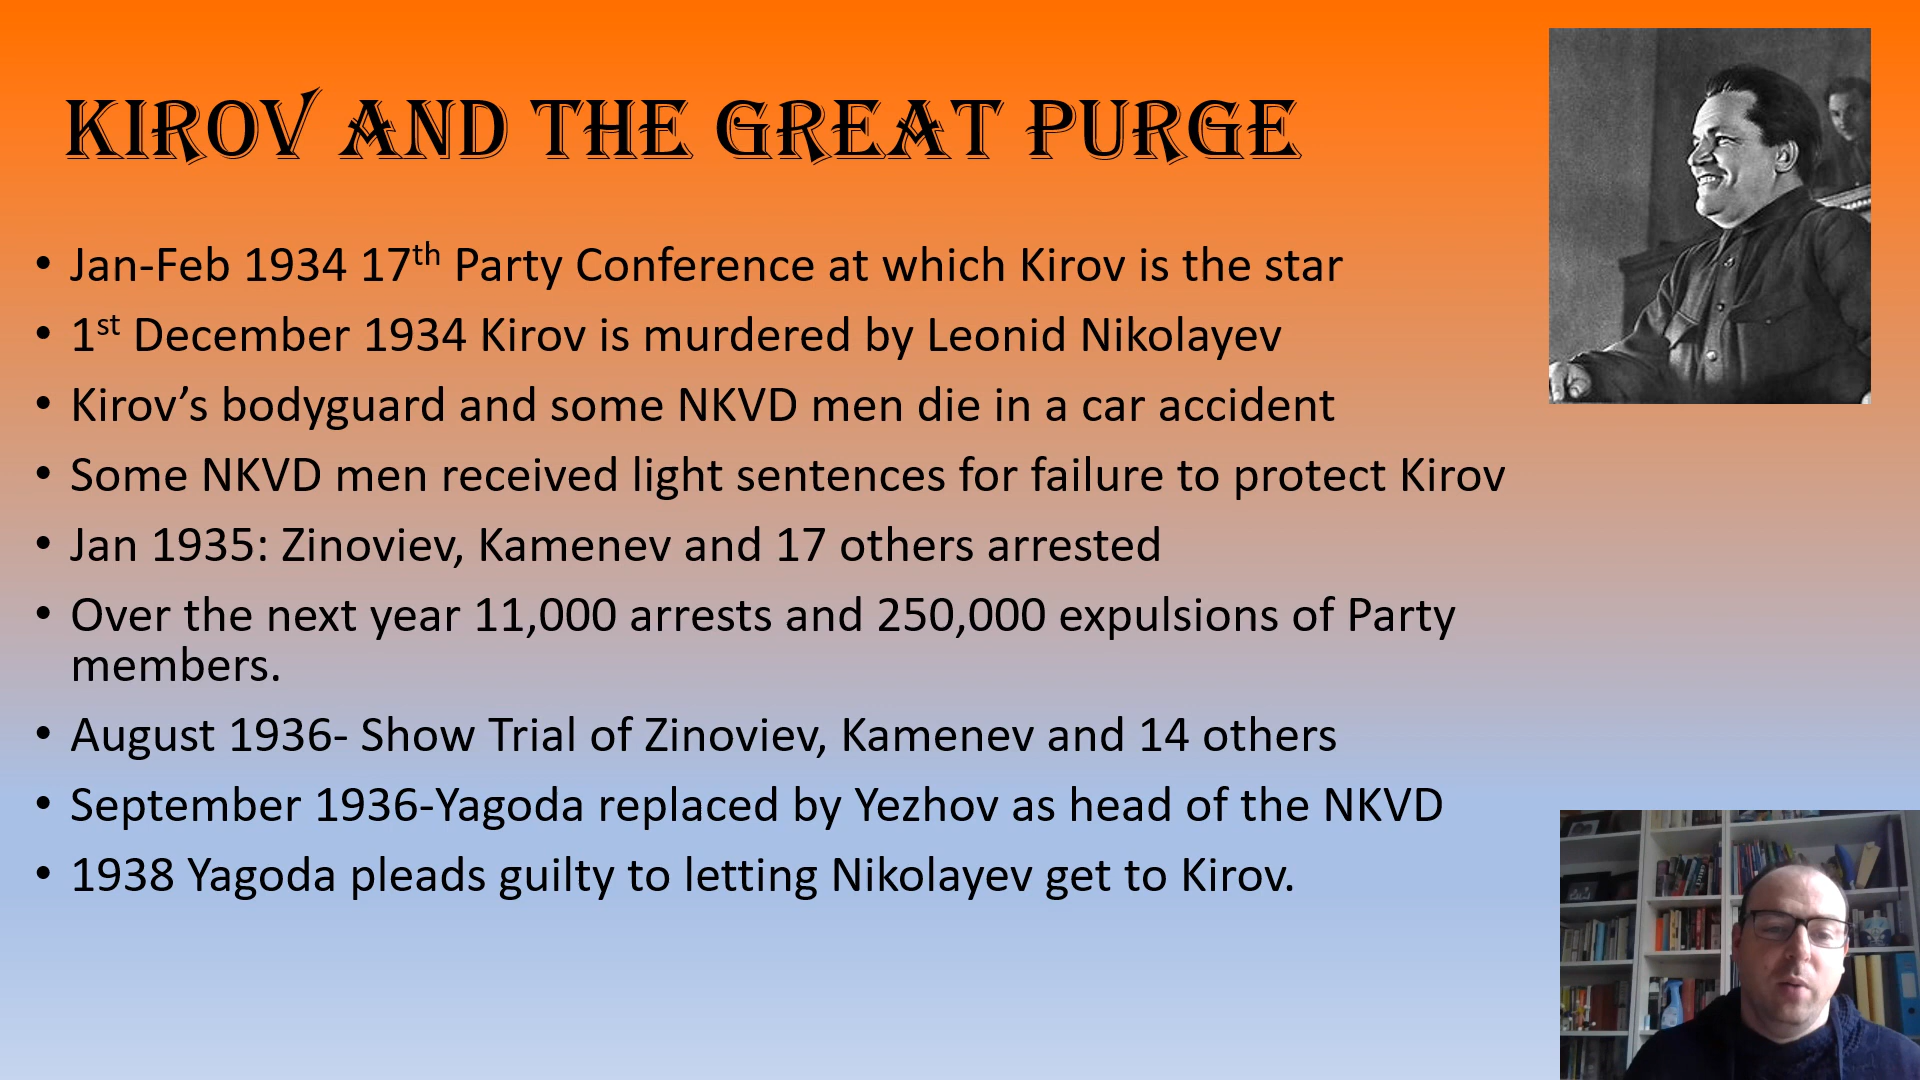 KIROV AND THE GREAT PURGE
• Jan-Feb 1934 17th Party Conference at which Kirov is the star
• 1st December 1934 Kirov is murdered by Leonid Nikolayev
• Kirov’s bodyguard and some NKVD men die in a car accident
• Some NKVD men received light sentences for failure to protect Kirov
• Jan 1935: Zinoviev, Kamenev and 17 others arrested
• Over the next year 11,000 arrests and 250,000 expulsions of Party
members.
• August 1936- Show Trial of Zinoviev, Kamenev and 14 others
• September 1936-Yagoda replaced by Yezhov as head of the NKVD
• 1938 Yagoda pleads guilty to letting Nikolayev get to Kirov.